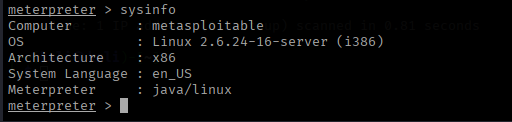 meterpreter > sysinfo
Computer        : metasploitable
OS              : Linux 2.6.24-16-server (i386)
Architecture    : x86
System Language : en_US
Meterpreter     : java/linux
meterpreter >